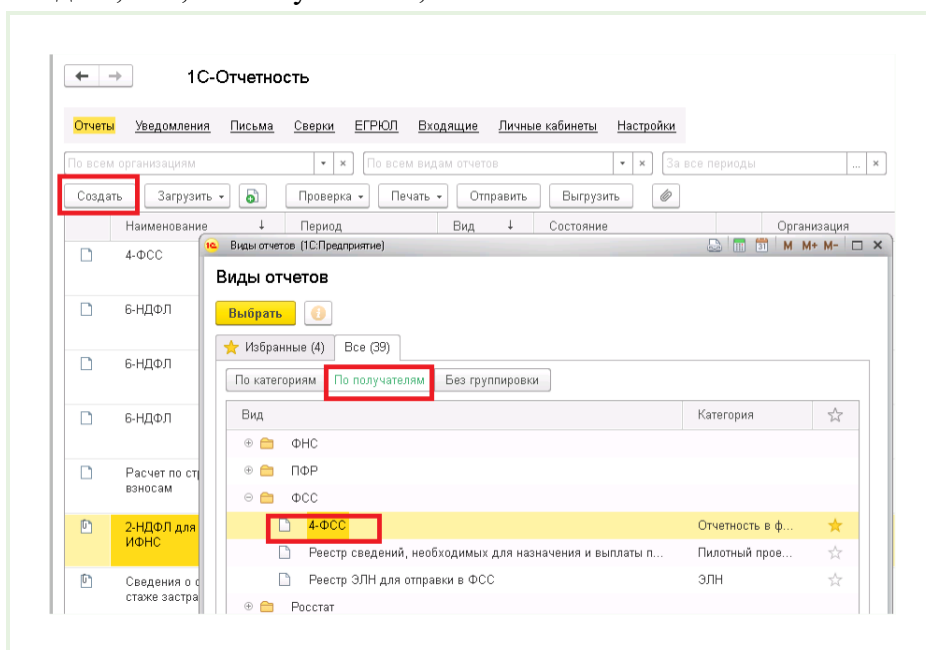 1С-Отчетность
Отчеты Уведомления Письма Сверки ЕГРЮЛ Входящие Личные кабинеты Настройки
По всем организациям По всем видам отчетов За все периоды ...
Создать Загрузить Проверка Печать Отправить Выгрузить
Наименование ↓ Период Вид ↓ Состояние Организация
4-ФСС
Виды отчетов (1С:Предприятие) M M+ M-
Виды отчетов
6-НДФЛ
Выбрать
Избранные (4) Все (39)
6-НДФЛ
По категориям По получателям Без группировки
6-НДФЛ
Вид Категория
ФНС
ПФР
Расчет по
взносам
ФСС
2-НДФЛ для
ИФНС
4-ФСС Отчетность в ф...
Реестр сведений, необходимых для назначения и выплаты п... Пилотный прое...
Сведения о
стаже
Реестр ЭЛН для отправки в ФСС ЭЛН
Росстат